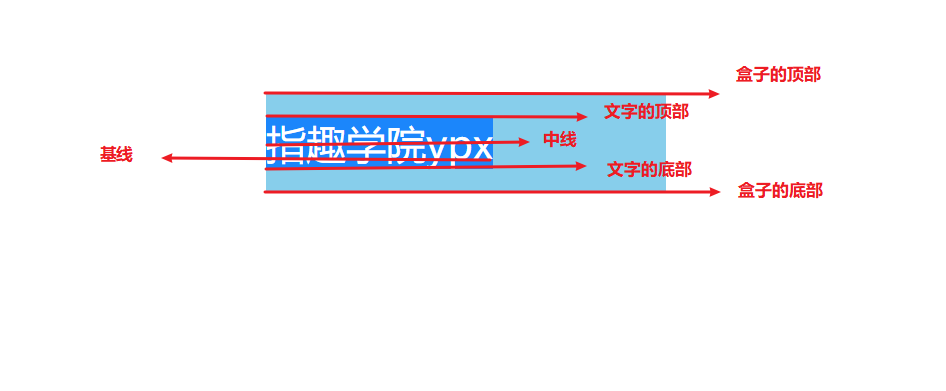 盒子的顶部
文字的顶部
指趣学院ypx
中线
基线
文字的底部
盒子的底部